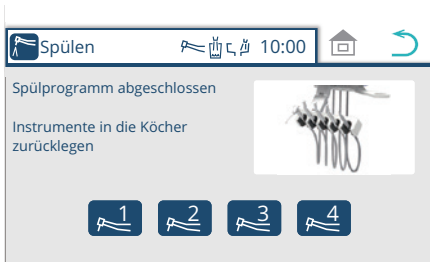 Spülen 10:00
Spülprogramm abgeschlossen
Instrumente in die Köcher
zurücklegen
1 2 3 4